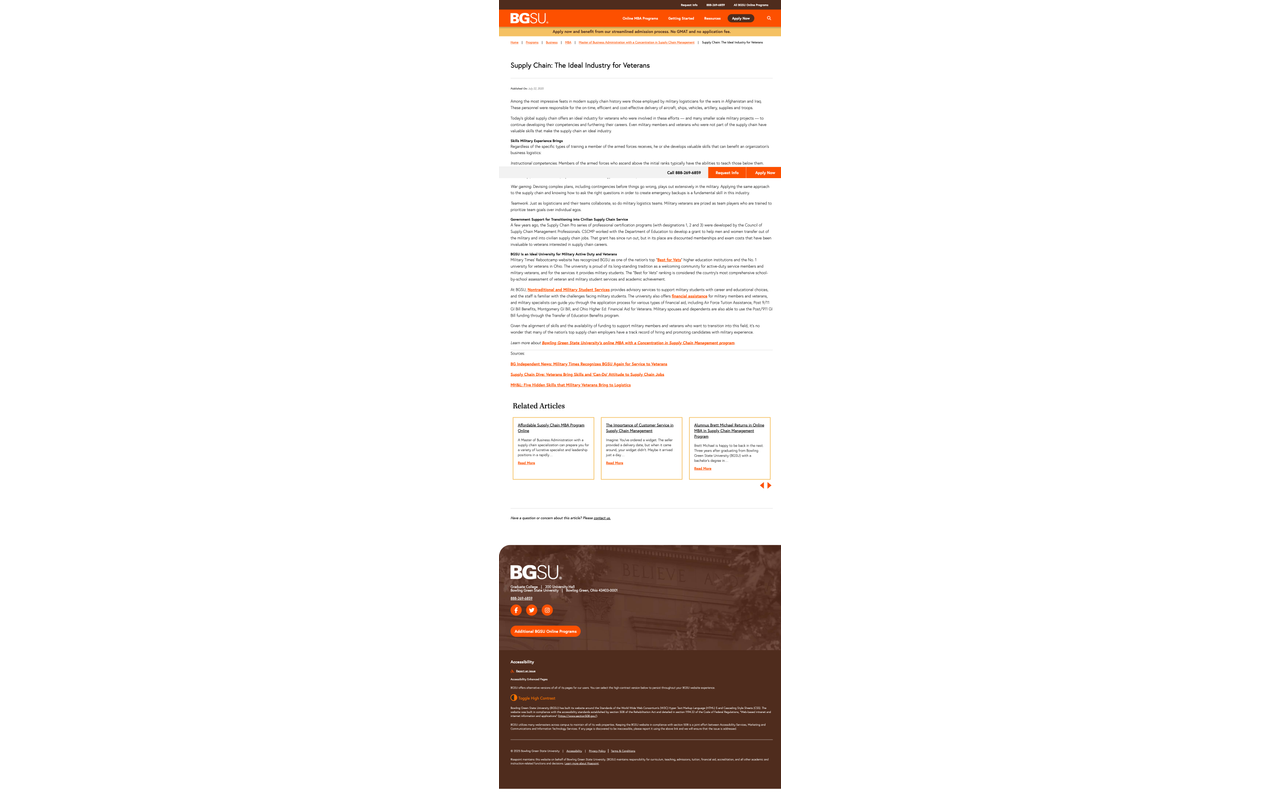 Request Info 888-269-6859 All BGSU Online Programs
BGSU Online MBA Programs Getting Started Resources Apply Now
Apply now and benefit from our streamlined admission process. No GMAT and no application fee.
Home | Programs | Business | MBA | Master of Business Administration with a Concentration in Supply Chain Management | Supply Chain: The Ideal Industry for Veterans
Supply Chain: The Ideal Industry for Veterans
Published On:
Among the most impressive feats in modern supply chain history were those employed by military logisticians for the wars in Afghanistan and Iraq.
These personnel were responsible for the on-time, efficient and cost-effective delivery of aircraft, ships, vehicles, artillery, supplies and troops.
Today's global supply chain offers an ideal industry for veterans who were involved in these efforts — and many smaller scale military projects — to
continue developing their competencies and furthering their careers. Even military members and veterans who were not part of the supply chain have
valuable skills that make the supply chain an ideal industry.
Skills Military Experience Brings
Regardless of the specific types of training a member of the armed forces receives, he or she develops valuable skills that can benefit an organization's
business logistics:
Instructional competencies: Members of the armed forces who ascend above the initial ranks typically have the abilities to teach those below them.
Call 888-269-6859 Request Info Apply Now
War gaming: Devising complex plans, including contingencies before things go wrong, plays out extensively in the military. Applying the same approach
to the supply chain and knowing how to ask the right questions in order to create emergency backups is a fundamental skill in this industry.
Teamwork: Just as logisticians and their teams collaborate, so do military logistics teams. Military veterans are prized as team players who are trained to
prioritize team goals over individual egos.
Government Support for Transitioning into Civilian Supply Chain Service
A few years ago, the Supply Chain Pro series of professional certification programs (with designations 1, 2 and 3) were developed by the Council of
Supply Chain Management Professionals. CSCMP worked with the Department of Education to develop a grant to help men and women transfer out of
the military and into civilian supply chain jobs. That grant has since run out, but in its place are discounted memberships and exam costs that have been
invaluable to veterans interested in supply chain careers.
BGSU is an Ideal University for Military Active Duty and Veterans
Military Times' Rebootcamp website has recognized BGSU as one of the nation's top "Best for Vets" higher education institutions and the No. 1
university for veterans in Ohio. The university is proud of its long-standing tradition as a welcoming community for active-duty service members and
military veterans, and for the services it provides military students. The "Best for Vets" ranking is considered the country's most comprehensive school-
by-school assessment of veteran and military student services and academic achievement.
At BGSU, Nontraditional and Military Student Services provides advisory services to support military students with career and educational choices,
and the staff is familiar with the challenges facing military students. The university also offers financial assistance for military members and veterans,
and military specialists can guide you through the application process for various types of financial aid, including Air Force Tuition Assistance, Post 9/11
GI Bill Benefits, Montgomery GI Bill, and Ohio Higher Ed: Financial Aid for Veterans. Military spouses and dependents are also able to use the Post/911 GI
Bill funding through the Transfer of Education Benefits program.
Given the alignment of skills and the availability of funding to support military members and veterans who want to transition into this field, it's no
wonder that many of the nation's top supply chain employers have a track record of hiring and promoting candidates with military experience.
Learn more about Bowling Green State University's online MBA with a Concentration in Supply Chain Management program.
Sources:
BG Independent News: Military Times Recognizes BGSU Again for Service to Veterans
Supply Chain Dive: Veterans Bring Skills and 'Can-Do' Attitude to Supply Chain Jobs
MH&L: Five Hidden Skills that Military Veterans Bring to Logistics
Related Articles
Affordable Supply Chain MBA Program
Online
A Master of Business Administration with a
supply chain specialization can prepare you for
a variety of lucrative specialist and leadership
positions in a rapidly…
Read More
The Importance of Customer Service in
Supply Chain Management
Imagine: You've ordered a widget. The seller
provided a delivery date, but when it came
around, your widget didn't. Maybe it arrived
just a day…
Read More
Alumnus Brett Michael Returns in Online
MBA in Supply Chain Management
Program
Brett Michael is happy to be back in the nest.
Three years after graduating from Bowling
Green State University (BGSU) with a
bachelor's degree in…
Read More
Have a question or concern about this article? Please contact us.
BGSU
Graduate College | 200 University Hall
Bowling Green State University | Bowling Green, Ohio 43403-0001
888-269-6859
Additional BGSU Online Programs
Accessibility
Report an Issue
Accessibility Enhanced Pages
BGSU offers alternative versions of all of its pages for our users. You can select the high contrast version below to persist throughout your BGSU website experience.
Toggle High Contrast
© 2025 Bowling Green State University | Accessibility | Privacy Policy | Terms & Conditions